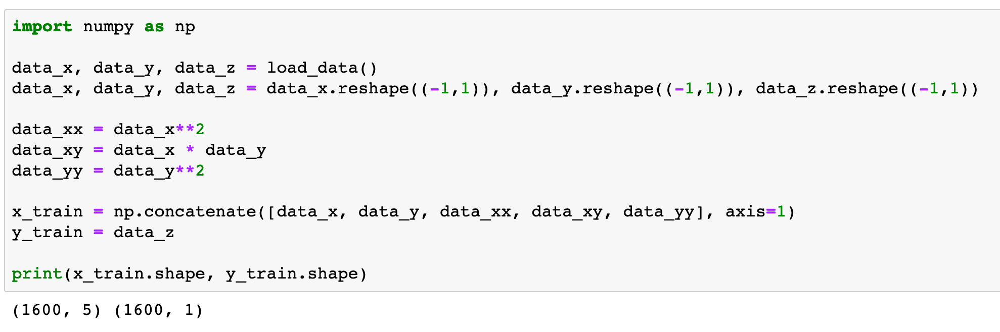 import numpy as np
data_x, data_y, data_z = load_data()
data_x, data_y, data_z = data_x.reshape((-1,1)), data_y.reshape((-1,1)), data_z.reshape((-1,1))
data_xx = data_x**2
data_xy = data_x * data_y
data_yy = data_y**2
x_train = np.concatenate([data_x, data_y, data_xx, data_xy, data_yy], axis=1)
y_train = data_z
print(x_train.shape, y_train.shape)
(1600, 5) (1600, 1)